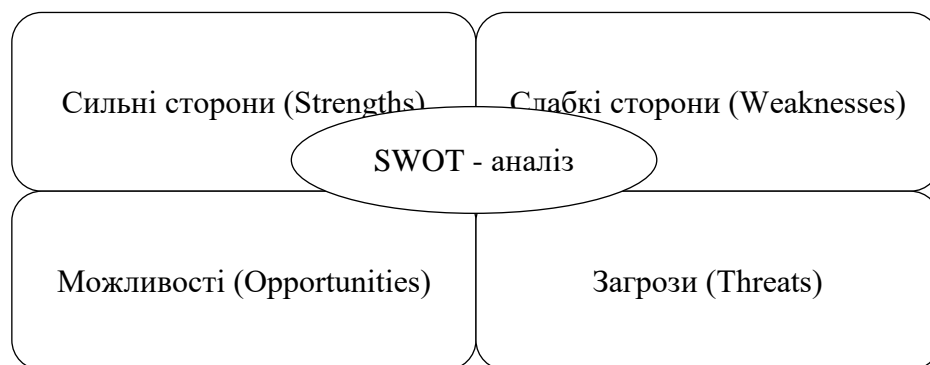 Сильні сторони (Strengths)
Слабкі сторони (Weaknesses)
SWOT - аналіз
Можливості (Opportunities)
Загрози (Threats)